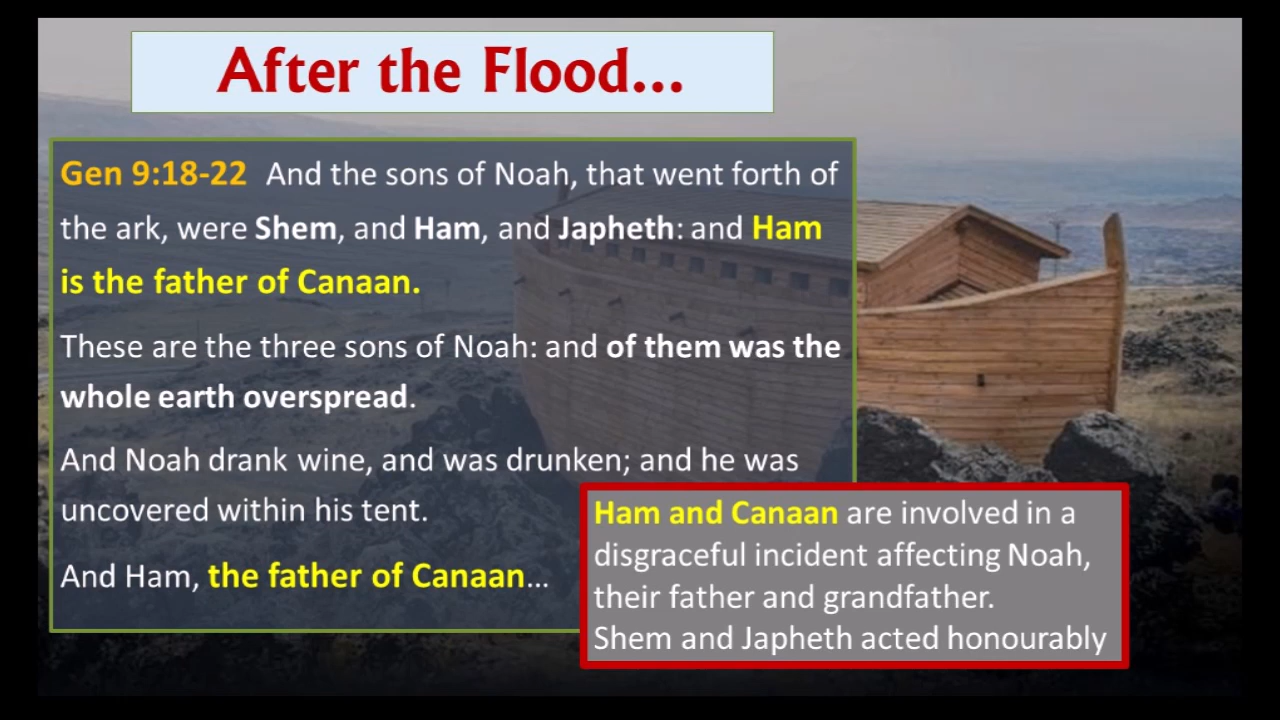 After the Flood...
Gen 9:18-22 And the sons of Noah, that went forth of
the ark, were Shem, and Ham, and Japheth: and Ham
is the father of Canaan.
These are the three sons of Noah: and of them was the
whole earth overspread.
And Noah drank wine, and was drunken; and he was
uncovered within his tent.
And Ham, the father of Canaan...
Ham and Canaan are involved in a
disgraceful incident affecting Noah,
their father and grandfather.
Shem and Japheth acted honourably